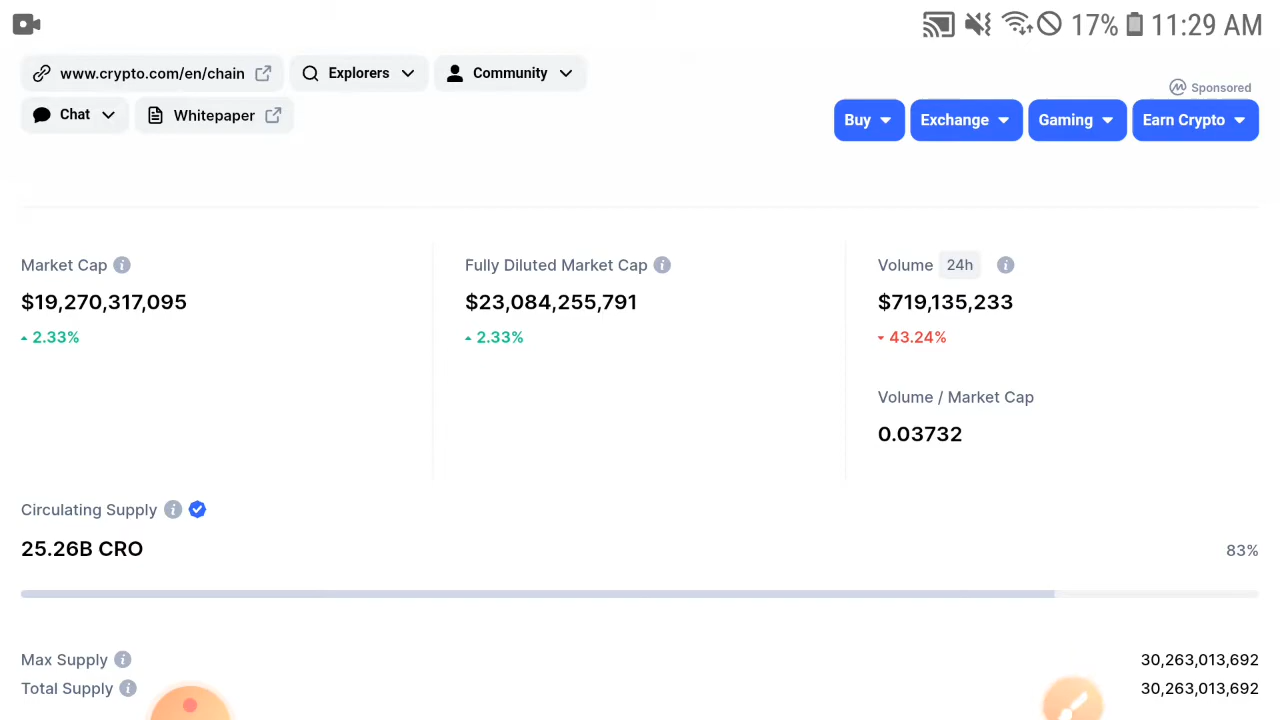 17% 11:29 AM
www.crypto.com/en/chain Explorers Community
Sponsored
Chat Whitepaper
Buy Exchange Gaming Earn Crypto
Market Cap Fully Diluted Market Cap Volume 24h
$19,270,317,095 $23,084,255,791 $719,135,233
2.33% 2.33% 43.24%
Volume / Market Cap
0.03732
Circulating Supply
25.26B CRO 83%
Max Supply 30,263,013,692
Total Supply 30,263,013,692